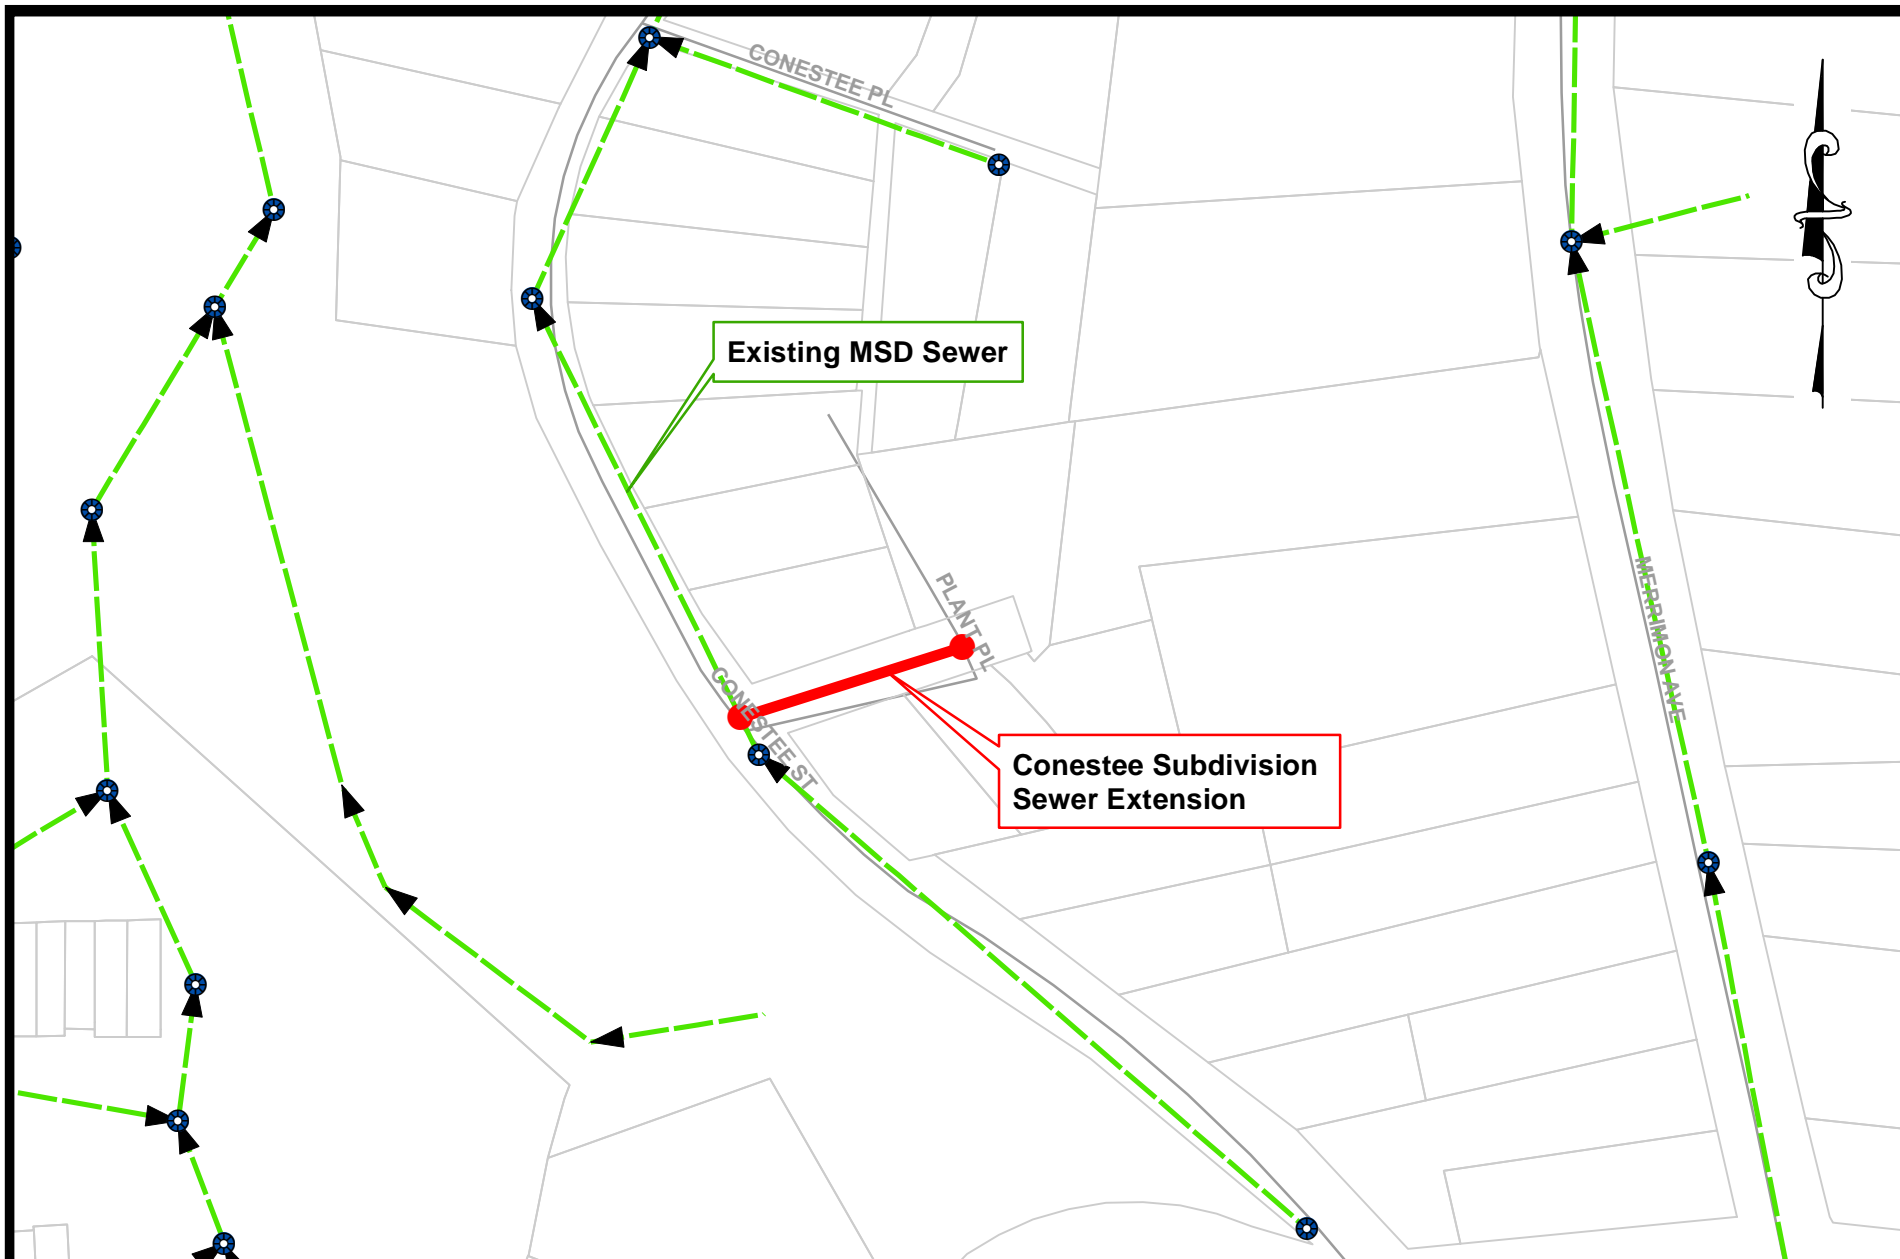 CONESTEE PL
Existing MSD Sewer
PLANT PL
MERRIMON AVE
CONESTEE ST
Conestee Subdivision
Sewer Extension